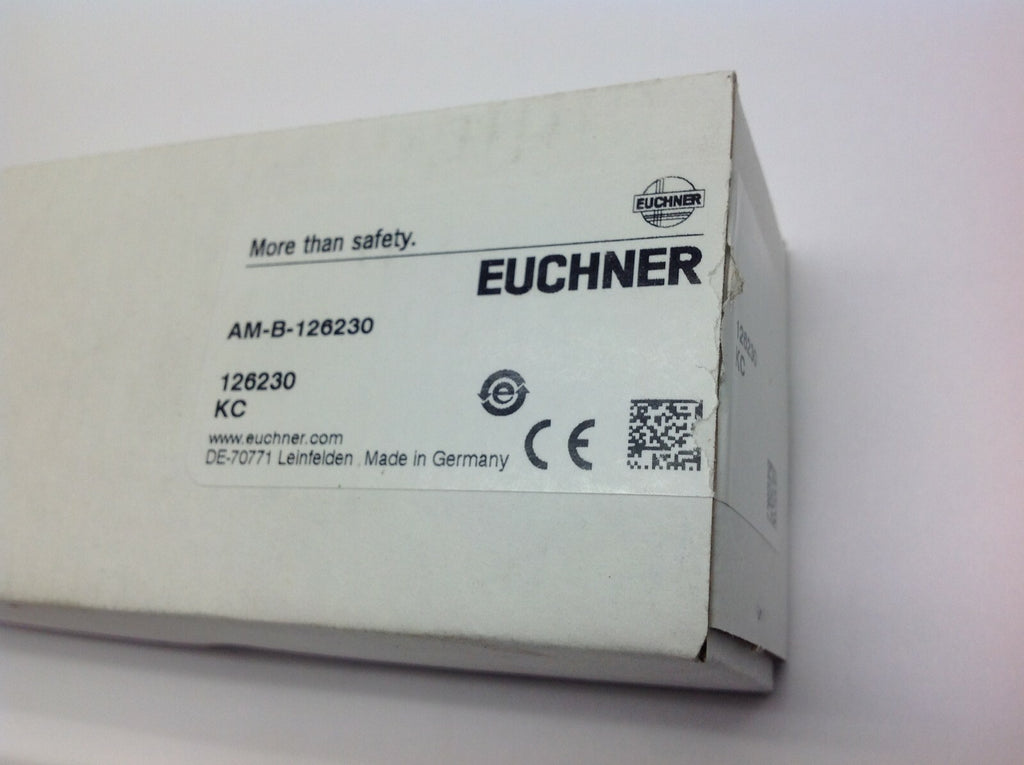 EUCHNER
More than safety.
EUCHNER
AM-B-126230
126230
KC
www.euchner.com
DE-70771 Leinfelden Made in Germany
e
CE
126230
KC